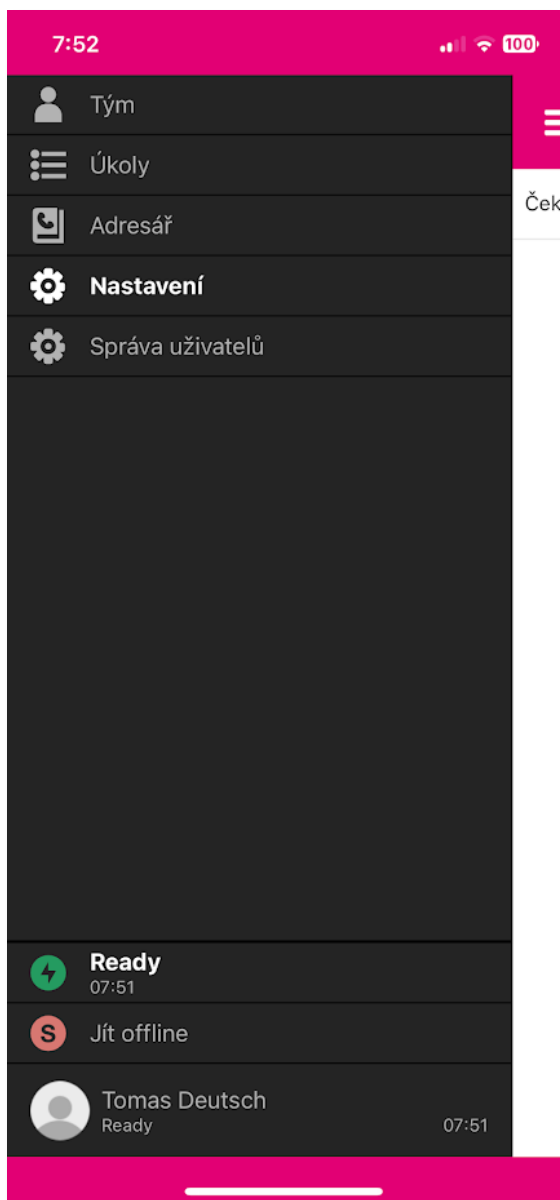 7:52
100
Tým
Úkoly
Ček
Adresář
Nastavení
Správa uživatelů
Ready
07:51
S
Jít offline
Tomas Deutsch
Ready
07:51